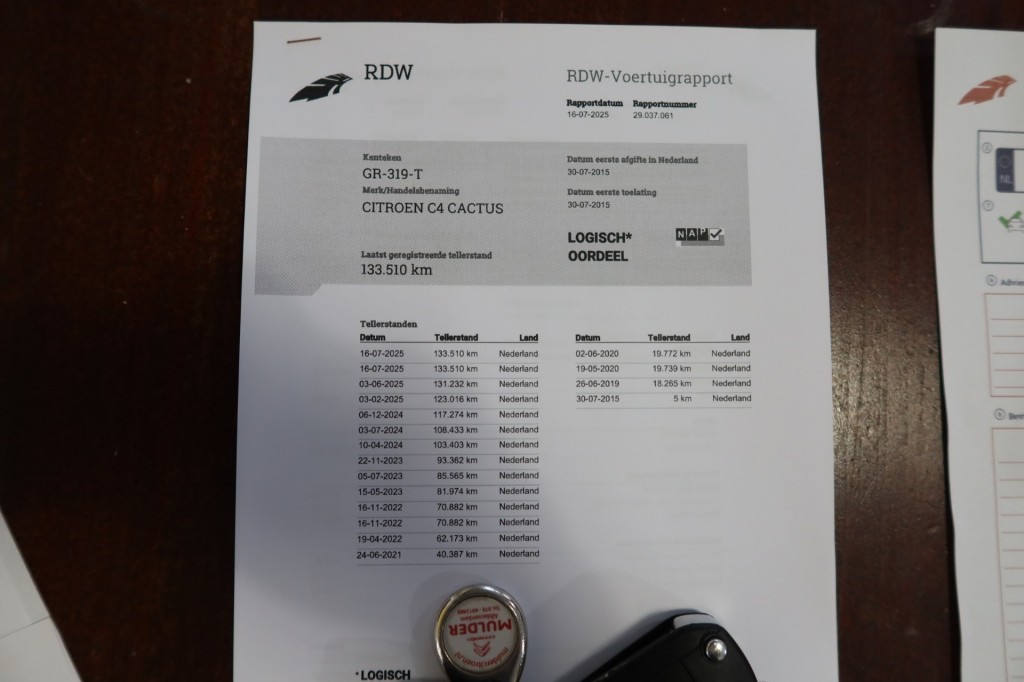 RDW
RDW-Voertuigrapport
Rapportdatum Rapportnummer
16-07-2025 29.037.061
Kenteken
GR-319-T
Merk/Handelsbenaming
CITROEN C4 CACTUS
Laatst geregistreerde tellerstand
133.510 km
Datum eerste afgifte in Nederland
30-07-2015
Datum eerste toelating
30-07-2015
LOGISCH*
OORDEEL
NAP
Tellerstanden
Datum Tellerstand Land
16-07-2025 133.510 km Nederland
16-07-2025 133.510 km Nederland
03-06-2025 131.232 km Nederland
03-02-2025 123.016 km Nederland
06-12-2024 117.274 km Nederland
03-07-2024 108.433 km Nederland
10-04-2024 103.403 km Nederland
22-11-2023 93.362 km Nederland
05-07-2023 85.565 km Nederland
15-05-2023 81.974 km Nederland
16-11-2022 70.882 km Nederland
16-11-2022 70.882 km Nederland
19-04-2022 62.173 km Nederland
24-06-2021 40.387 km Nederland
Datum Tellerstand Land
02-06-2020 19.772 km Nederland
19-05-2020 19.739 km Nederland
26-06-2019 18.265 km Nederland
30-07-2015 5 km Nederland
*LOGISCH
MULDER
NL